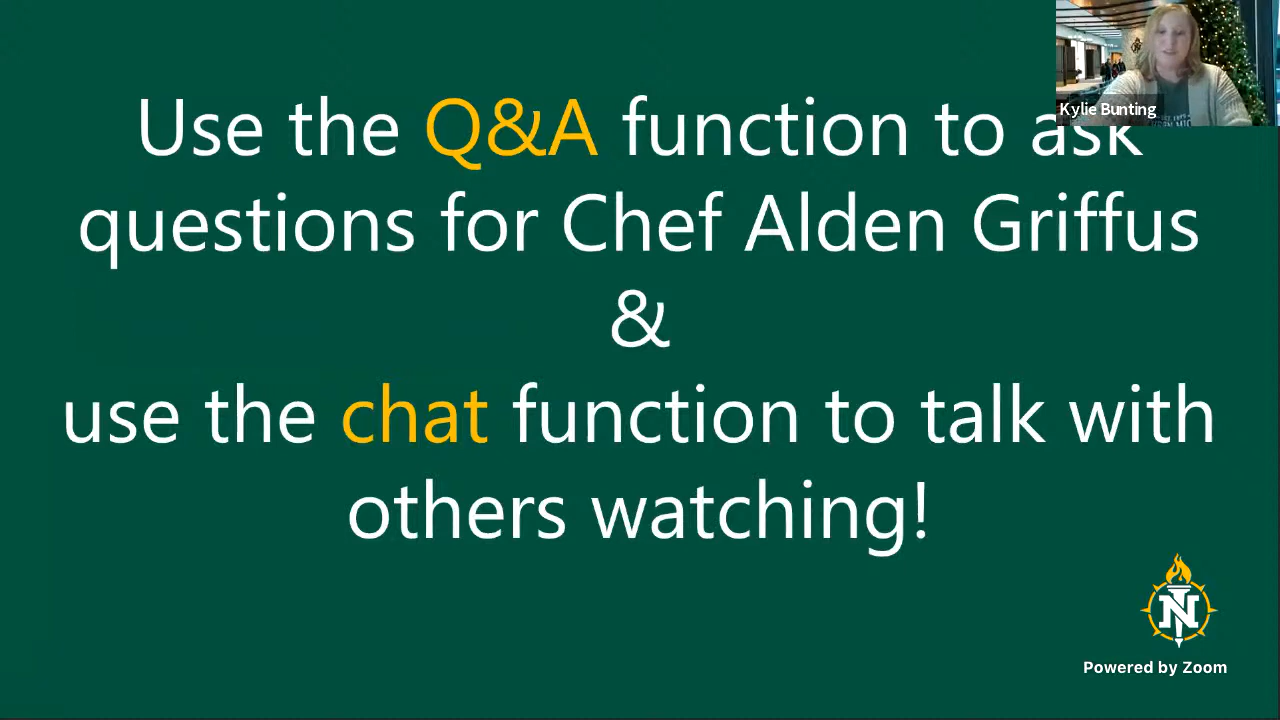 Use the Q&A function to ask
questions for Chef Alden Griffus
&
use the chat function to talk with
others watching!
Kylie Bunting
N
Powered by Zoom